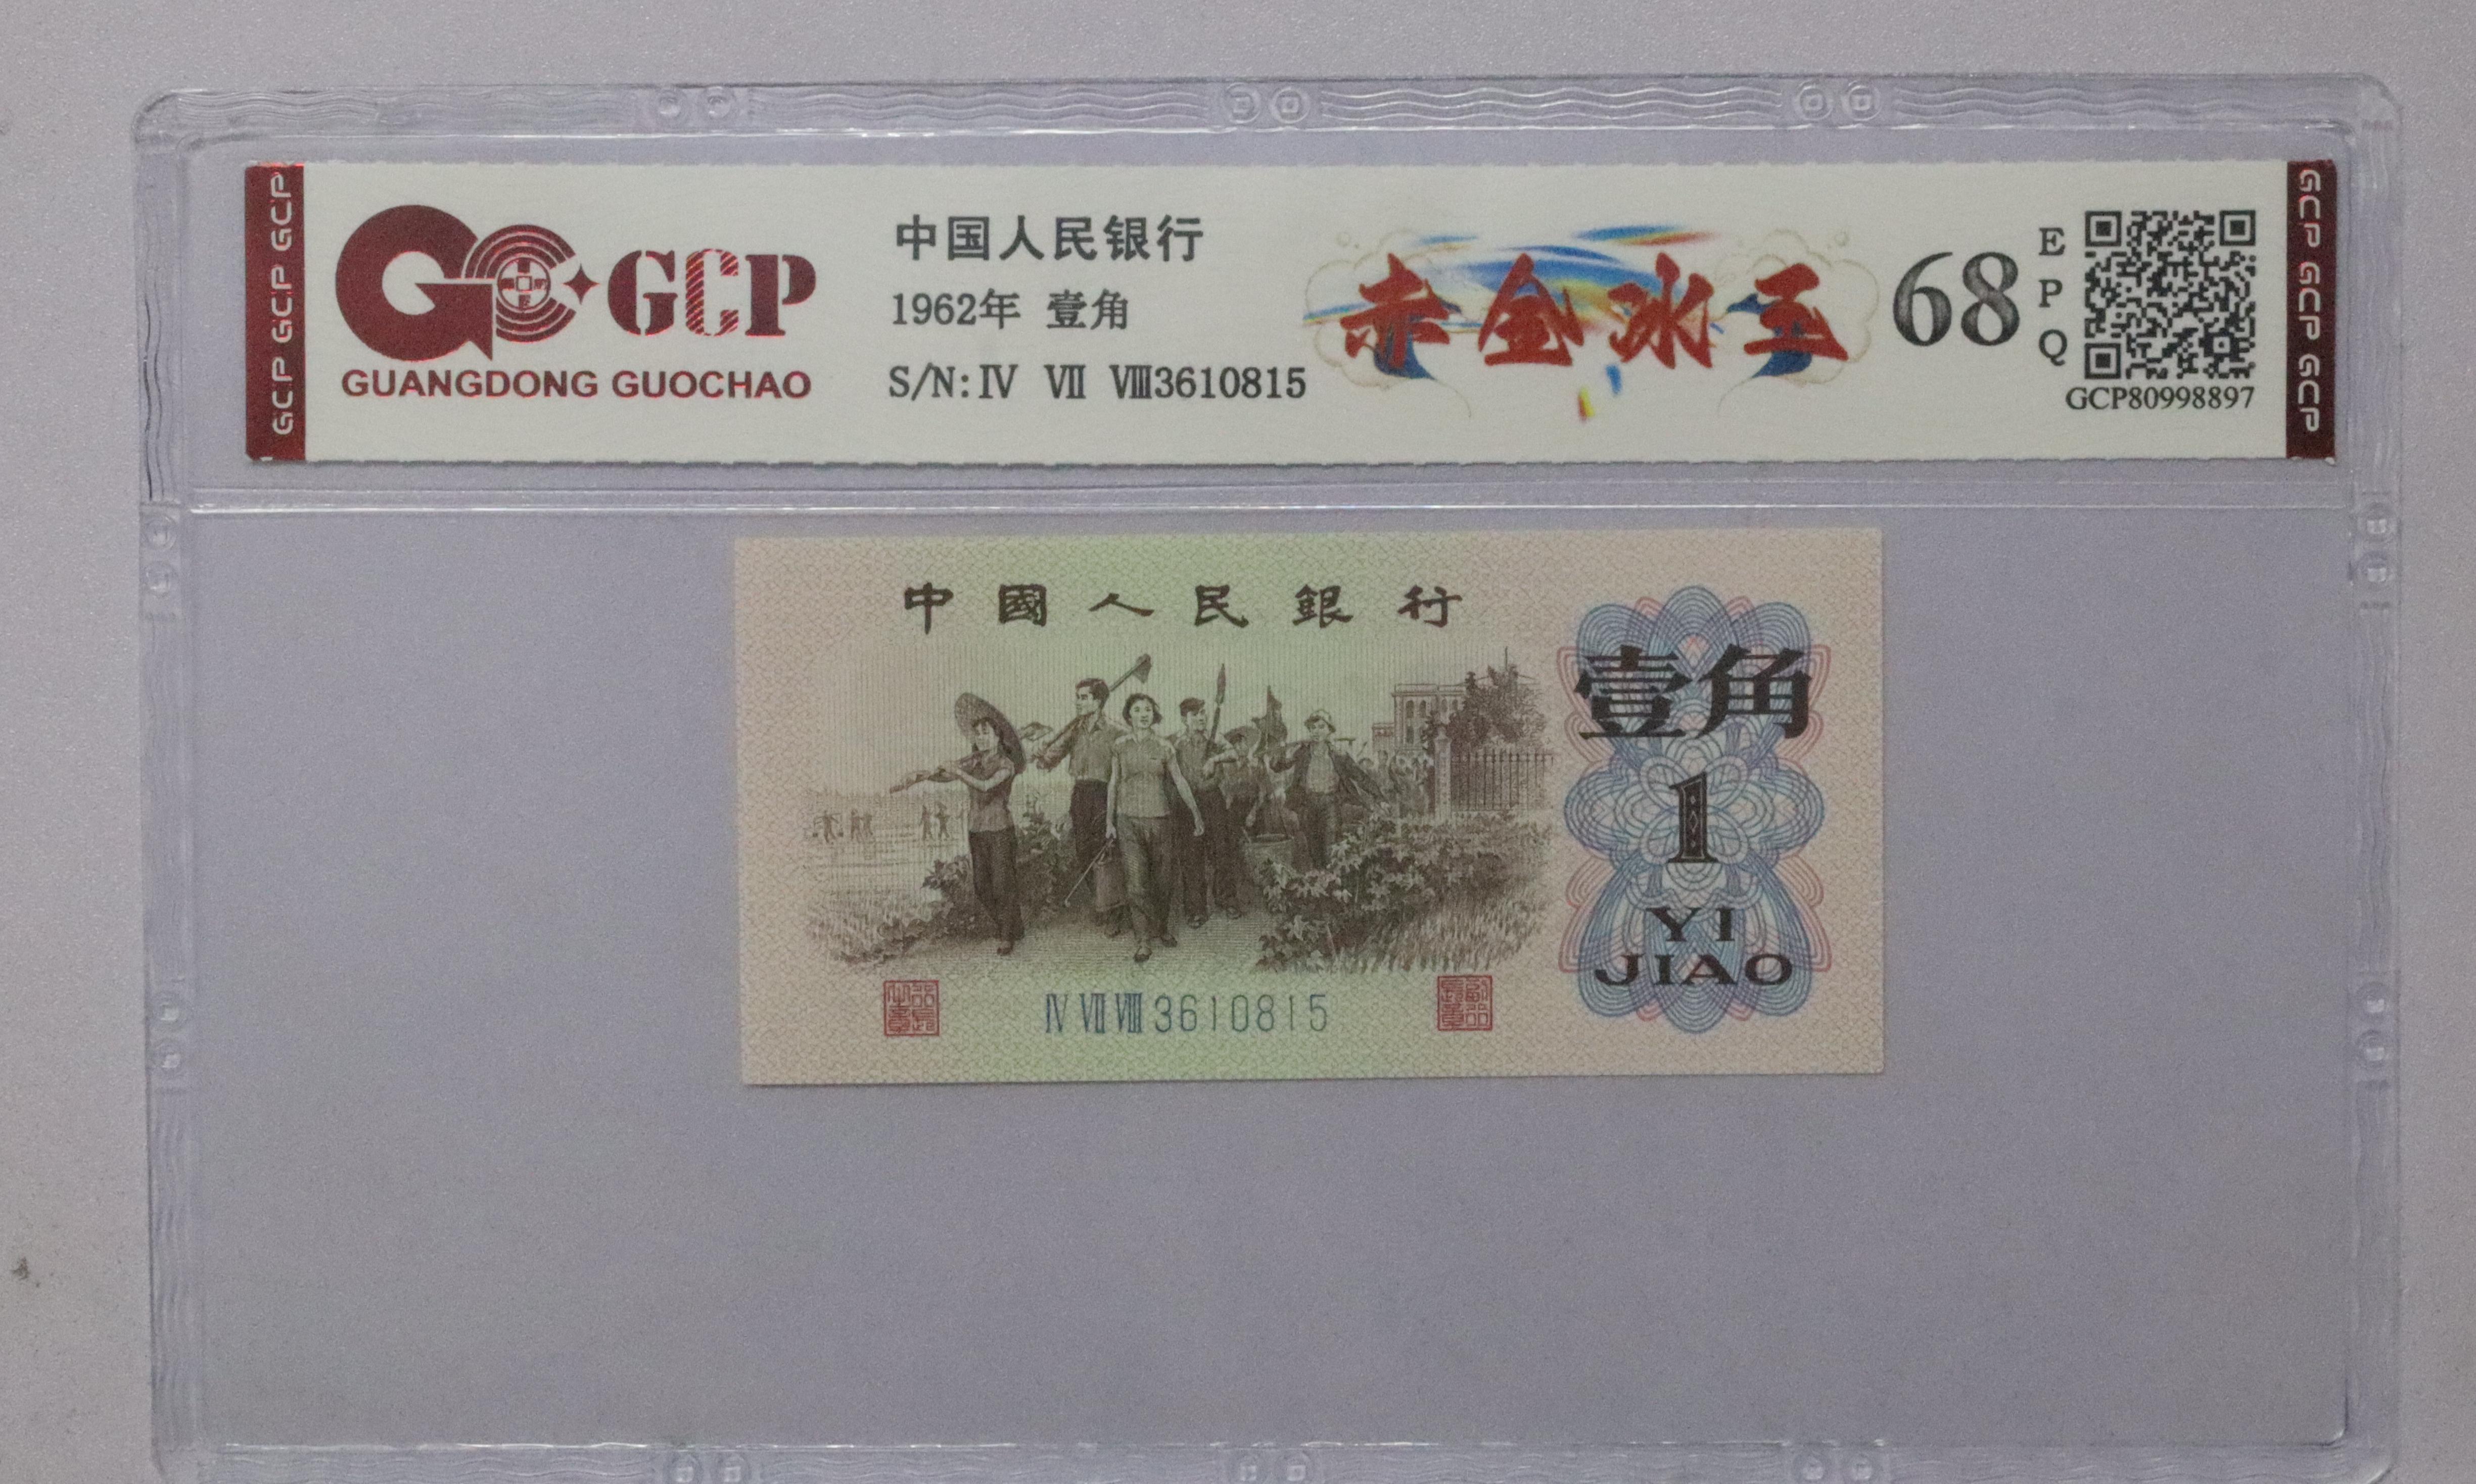 GCP GCP GCP
GCP
GUANGDONG GUOCHAO
中国人民银行
1962年 壹角
S/N:Ⅳ Ⅶ Ⅷ3610815
赤金冰王
68
EPQ
GCP80998897
GCP GCP GCP
中國人民銀行
壹角
1
YI
JIAO
Ⅳ Ⅶ Ⅷ 3610815